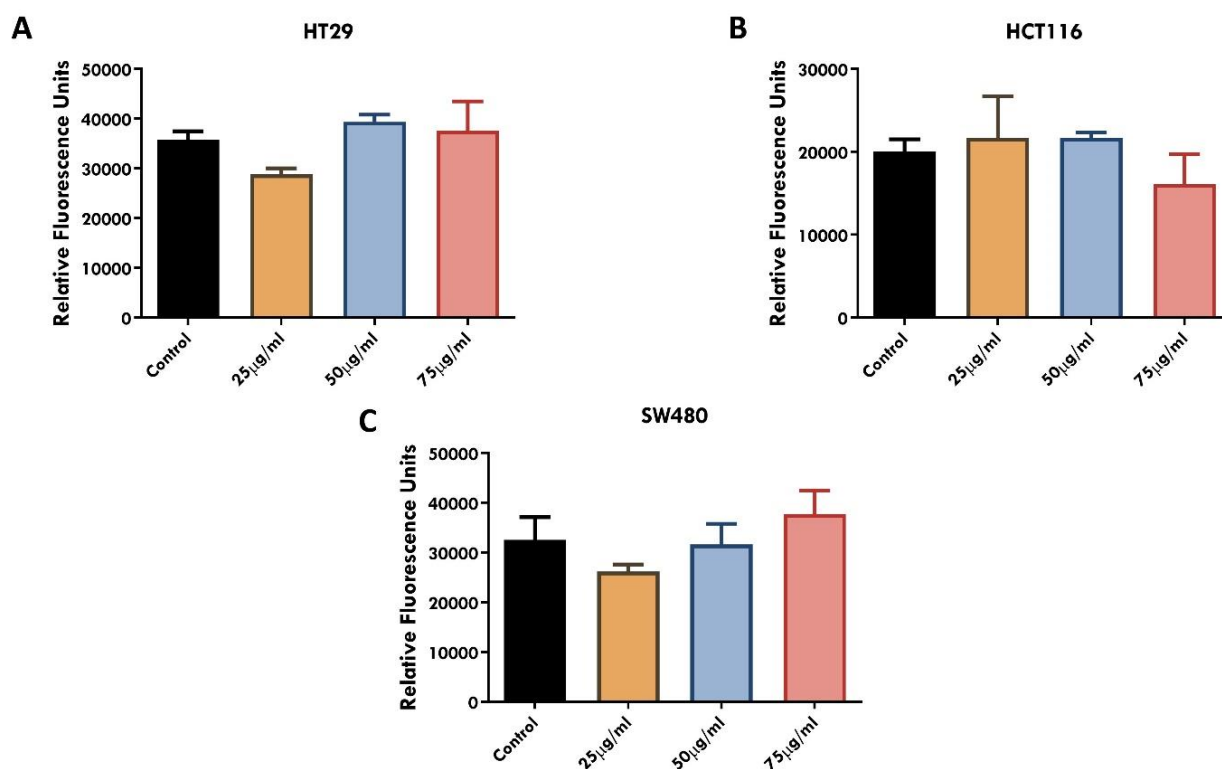 A
HT29
Relative Fluorescence Units
50000
40000
30000
20000
10000
0
Control
25μg/ml
50μg/ml
75μg/ml
B
HCT116
Relative Fluorescence Units
30000
20000
10000
0
Control
25μg/ml
50μg/ml
75μg/ml
C
SW480
Relative Fluorescence Units
50000
40000
30000
20000
10000
0
Control
25μg/ml
50μg/ml
75μg/ml